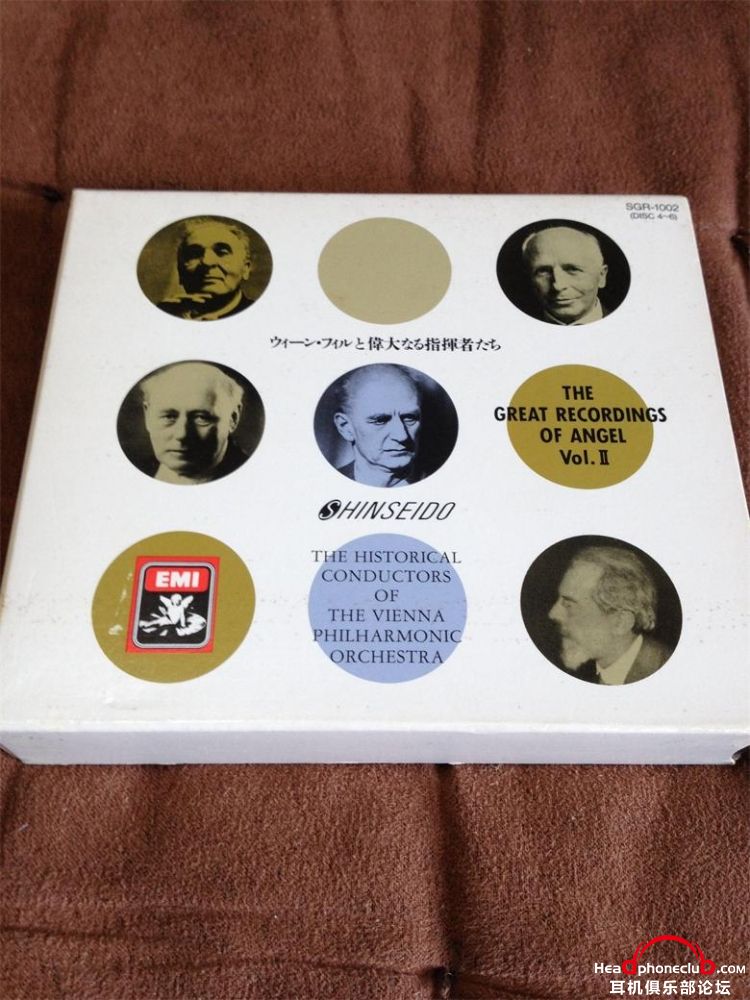 SGR-1002
(DISC 4~6)
ウィーン・フィルと偉大なる指揮者たち
THE
GREAT RECORDINGS
OF ANGEL
Vol. II
SHINSEIDO
EMI
THE HISTORICAL
CONDUCTORS
OF
THE VIENNA
PHILHARMONIC
ORCHESTRA
Headphoneclub.com
耳机俱乐部论坛